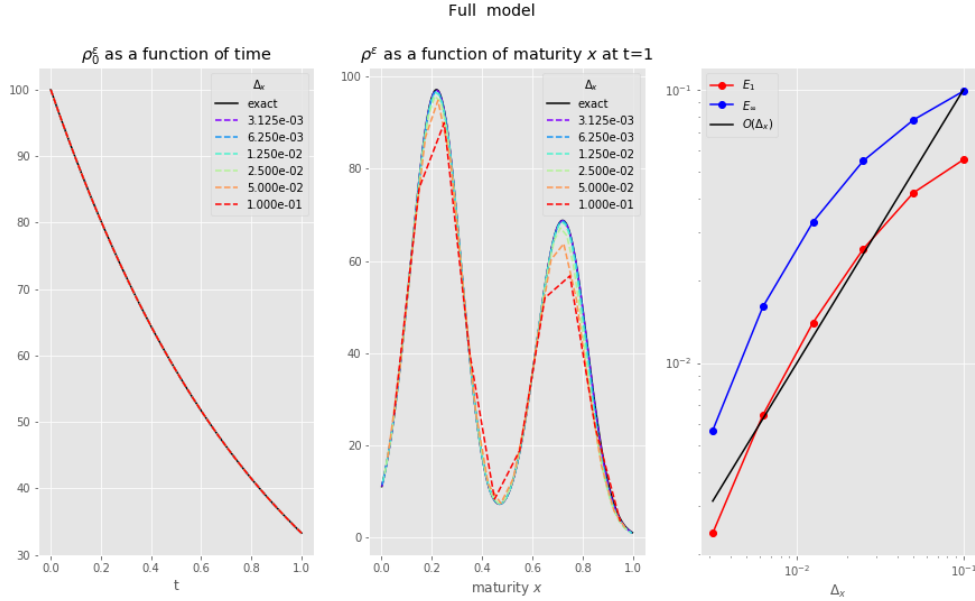 Full model
ρ₀^ε as a function of time
100
90
80
70
60
50
40
30
0.0 0.2 0.4 0.6 0.8 1.0
t
Δₓ
exact
3.125e-03
6.250e-03
1.250e-02
2.500e-02
5.000e-02
1.000e-01
ρ^ε as a function of maturity x at t=1
100
80
60
40
20
0
0.0 0.2 0.4 0.6 0.8 1.0
maturity x
Δₓ
exact
3.125e-03
6.250e-03
1.250e-02
2.500e-02
5.000e-02
1.000e-01
E₁
E∞
O(Δₓ)
10⁻¹
10⁻²
10⁻² 10⁻¹
Δₓ